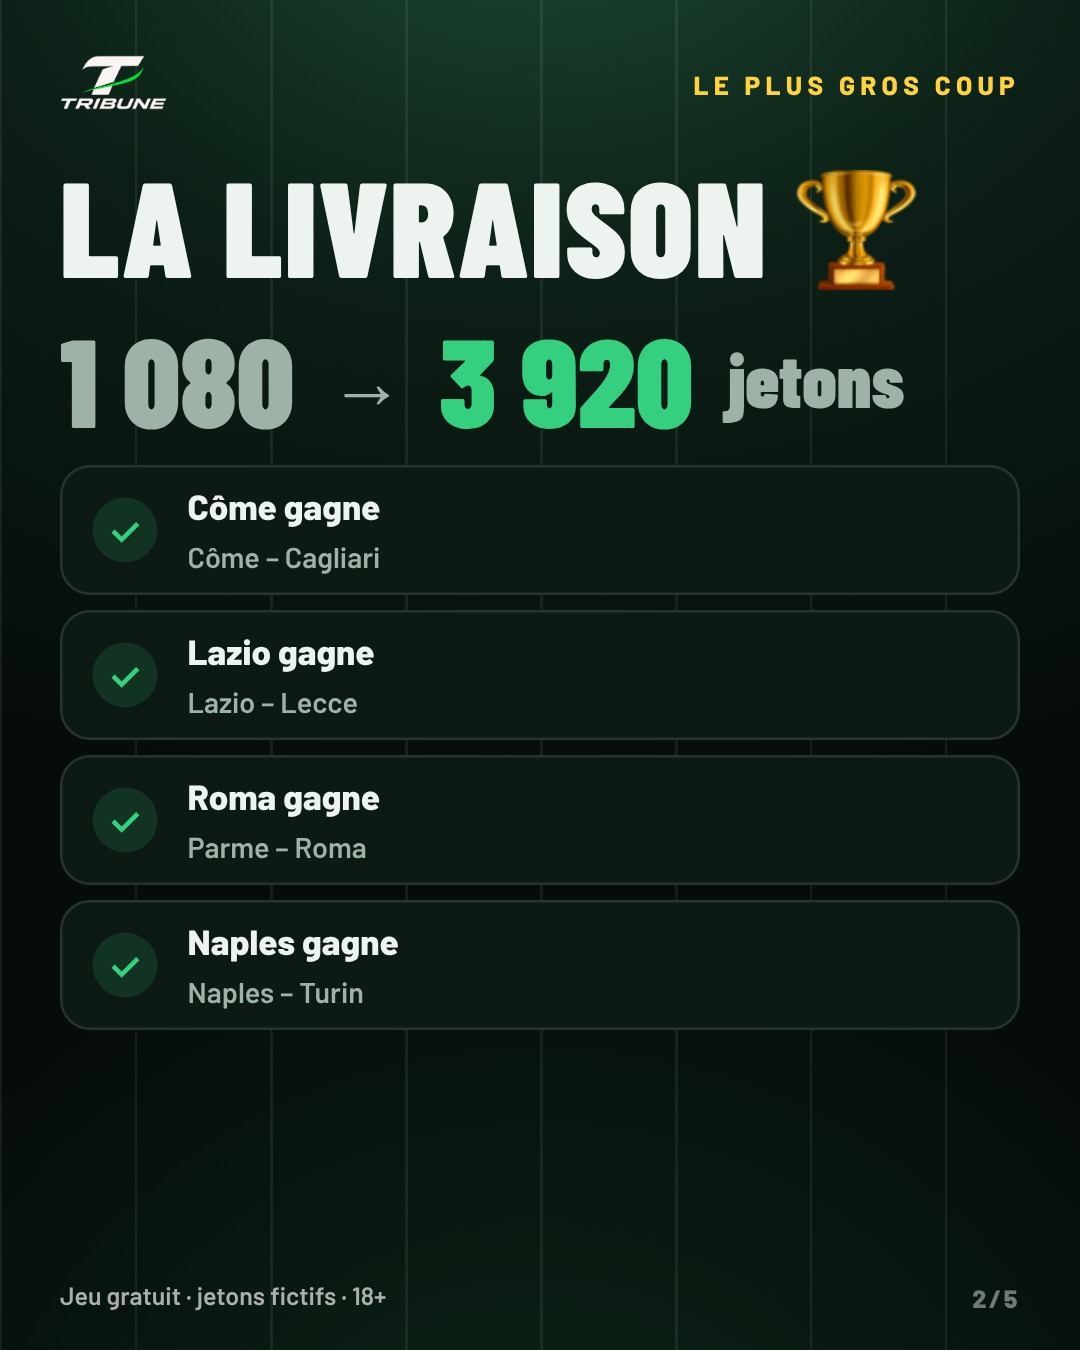 TRIBUNE
LE PLUS GROS COUP
LA LIVRAISON
1 080 → 3 920 jetons
Côme gagne
Côme – Cagliari
Lazio gagne
Lazio – Lecce
Roma gagne
Parme – Roma
Naples gagne
Naples – Turin
Jeu gratuit · jetons fictifs · 18+
2/5